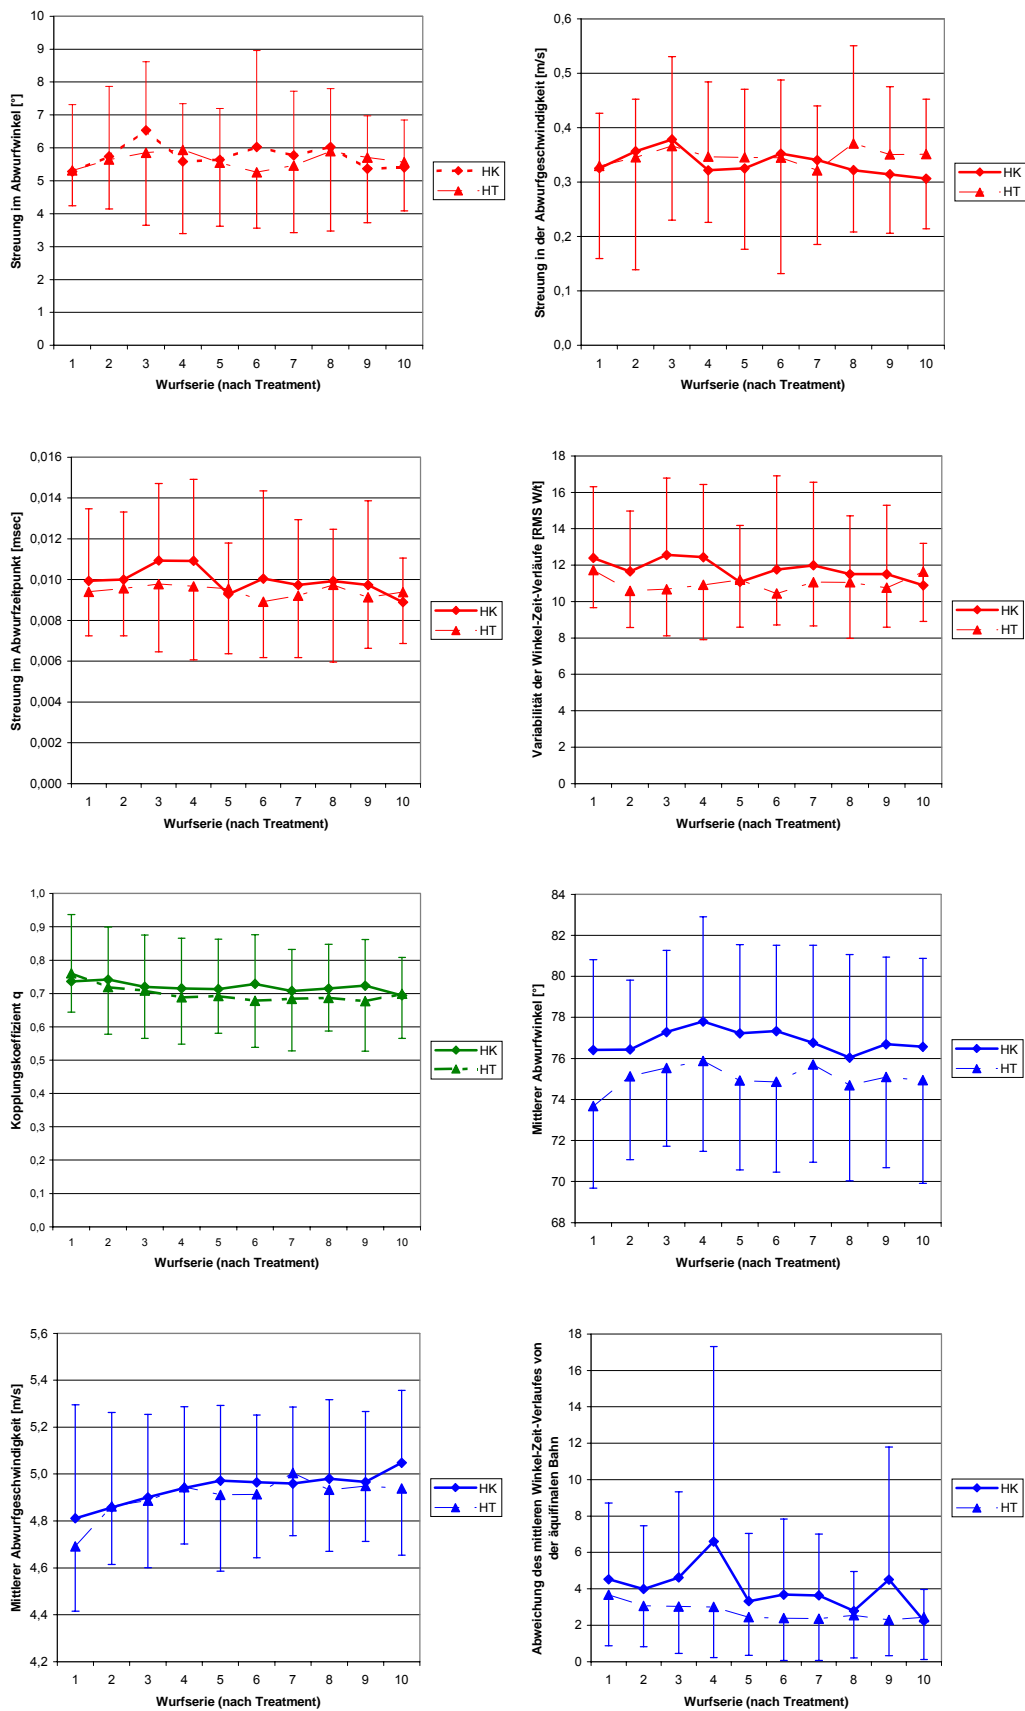 Streuung im Abwurfwinkel [°]
10
9
8
7
6
5
4
3
2
1
0
1 2 3 4 5 6 7 8 9 10
Wurfserie (nach Treatment)
HK
HT
Streuung in der Abwurfgeschwindigkeit [m/s]
0,6
0,5
0,4
0,3
0,2
0,1
0,0
1 2 3 4 5 6 7 8 9 10
Wurfserie (nach Treatment)
HK
HT
Streuung im Abwurfzeitpunkt [msec]
0,016
0,014
0,012
0,010
0,008
0,006
0,004
0,002
0,000
1 2 3 4 5 6 7 8 9 10
Wurfserie (nach Treatment)
HK
HT
Variabilität der Winkel-Zeit-Verläufe [RMS W/t]
18
16
14
12
10
8
6
4
2
0
1 2 3 4 5 6 7 8 9 10
Wurfserie (nach Treatment)
HK
HT
Kopplungskoeffizient q
1,0
0,9
0,8
0,7
0,6
0,5
0,4
0,3
0,2
0,1
0,0
1 2 3 4 5 6 7 8 9 10
Wurfserie (nach Treatment)
HK
HT
Mittlerer Abwurfwinkel [°]
84
82
80
78
76
74
72
70
68
1 2 3 4 5 6 7 8 9 10
Wurfserie (nach Treatment)
HK
HT
Mittlerer Abwurfgeschwindigkeit [m/s]
5,6
5,4
5,2
5,0
4,8
4,6
4,4
4,2
1 2 3 4 5 6 7 8 9 10
Wurfserie (nach Treatment)
HK
HT
Abweichung des mittleren Winkel-Zeit-Verlaufes von
der äquifinalen Bahn
18
16
14
12
10
8
6
4
2
0
1 2 3 4 5 6 7 8 9 10
Wurfserie (nach Treatment)
HK
HT